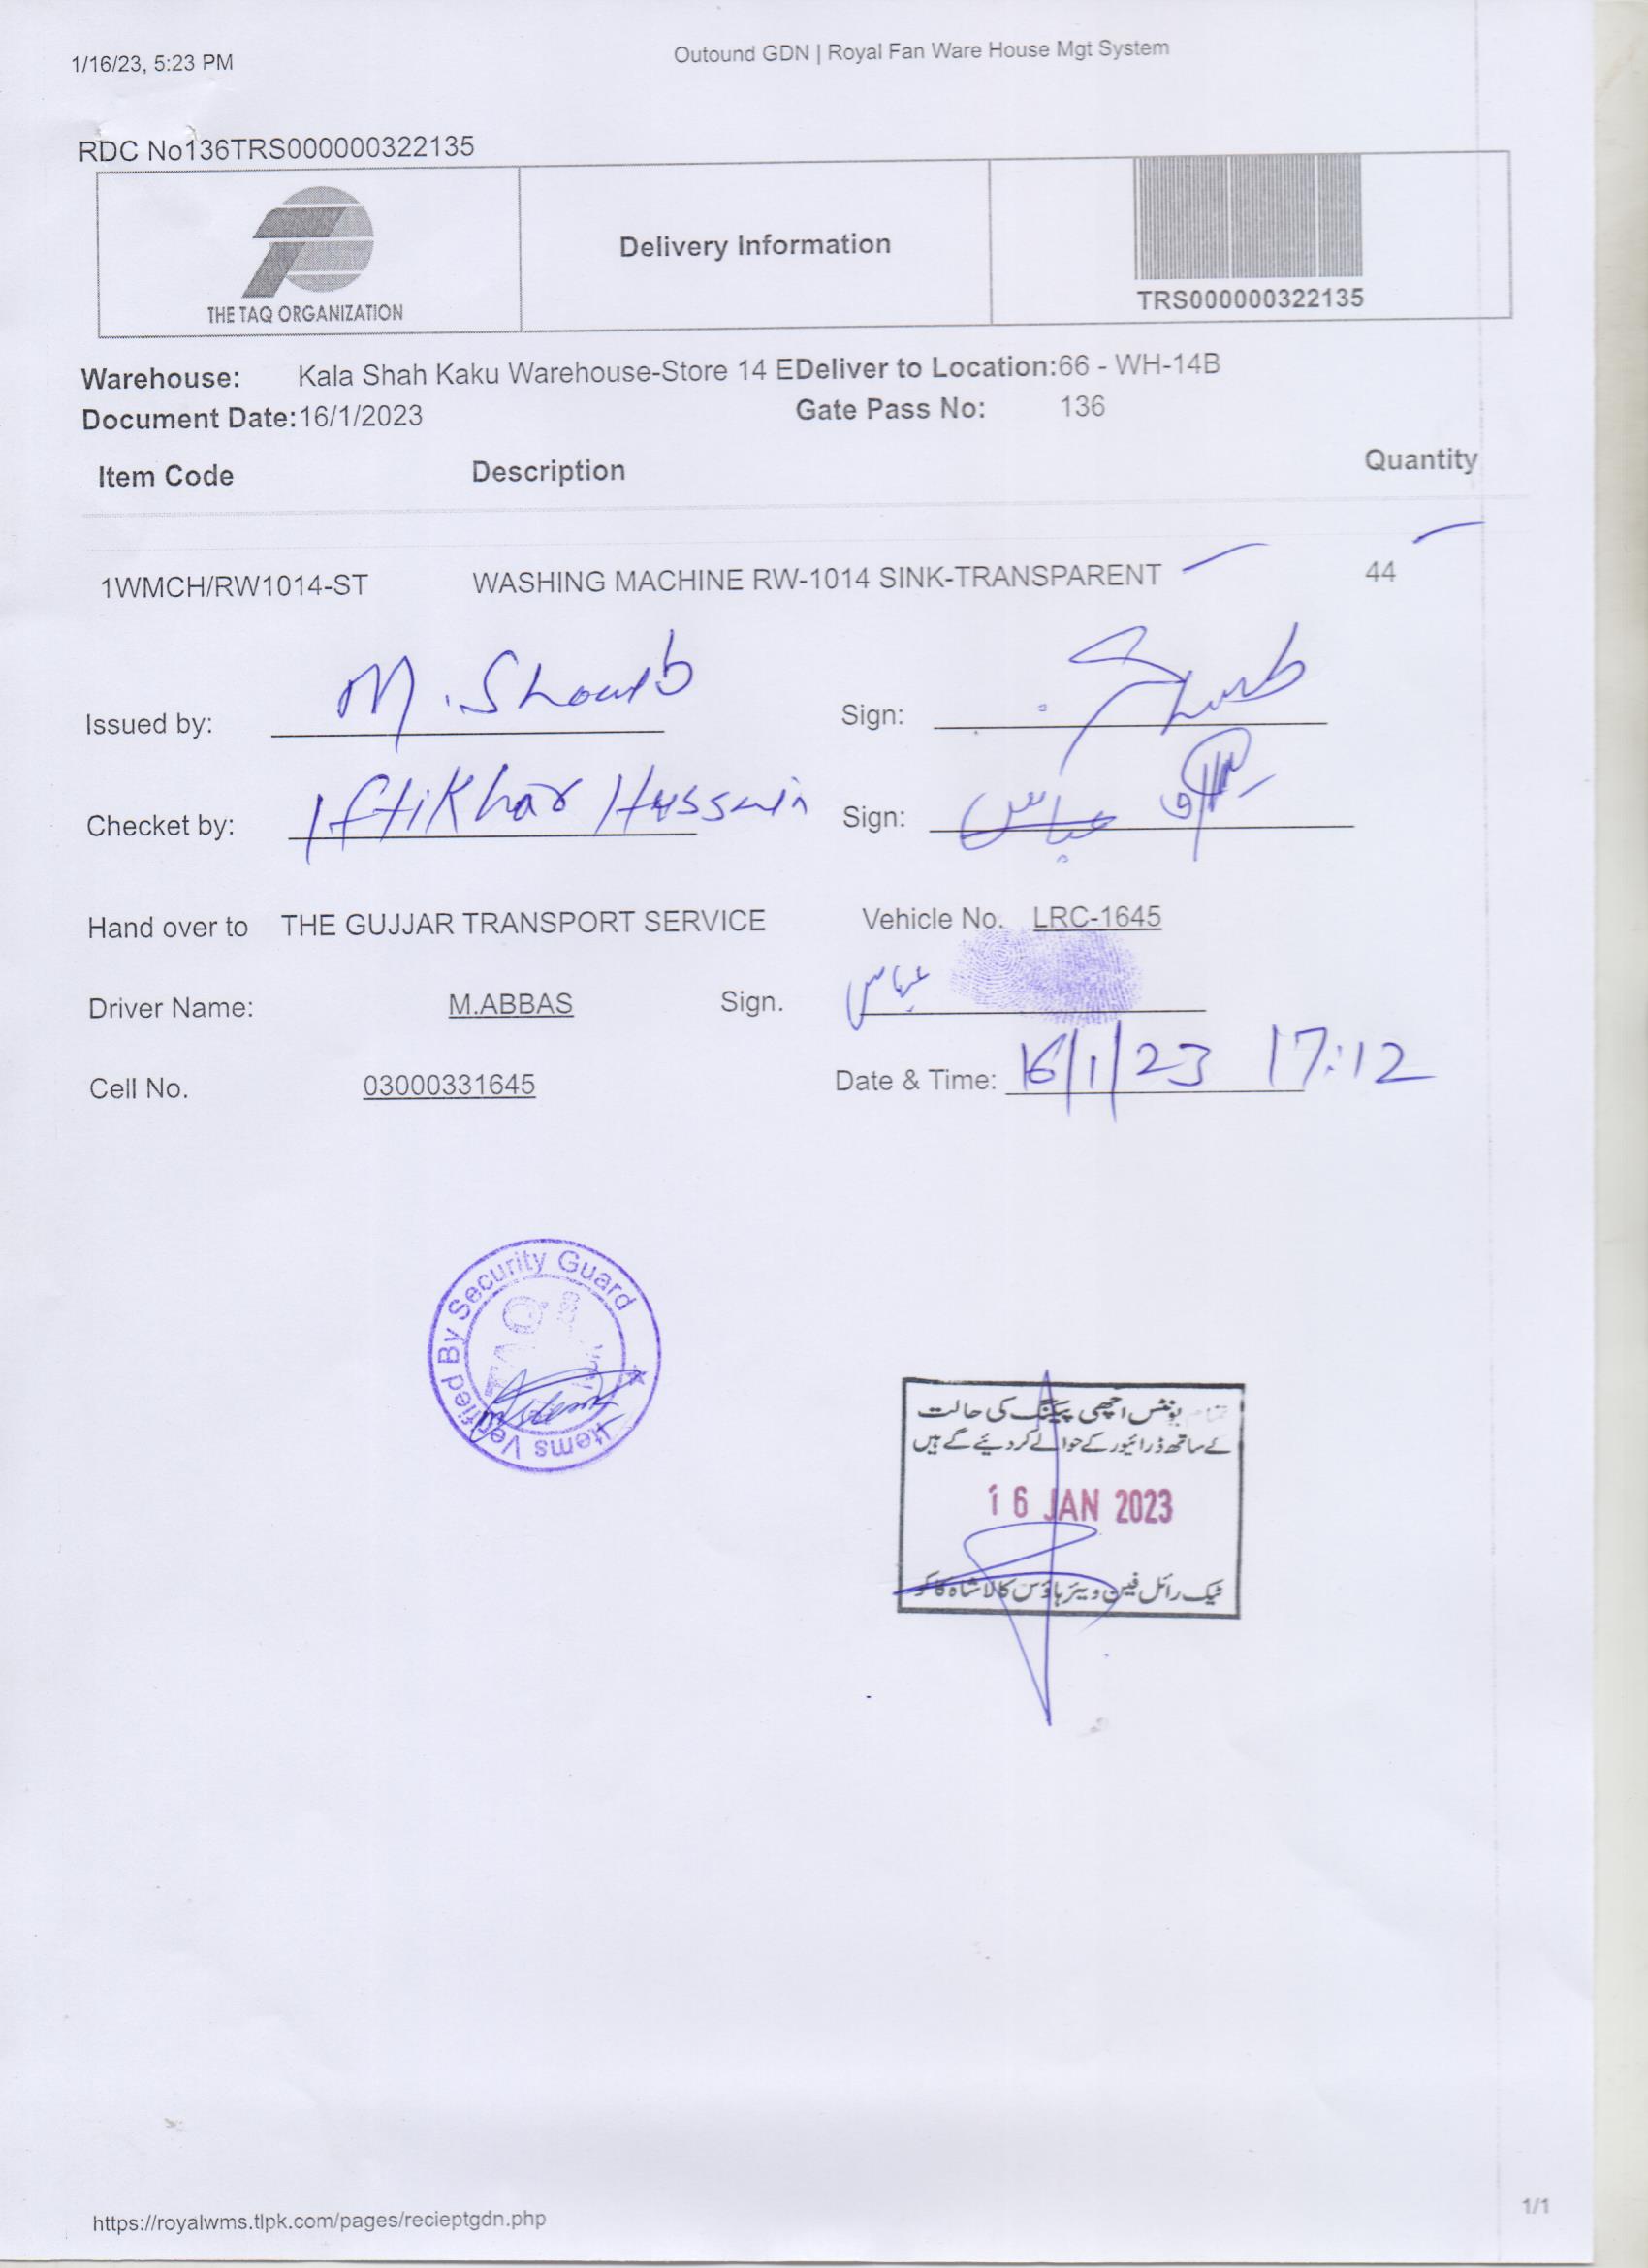 1/16/23, 5:23 PM
Outound GDN | Royal Fan Ware House Mgt System
RDC No136TRS000000322135
THE TAQ ORGANIZATION
Delivery Information
TRS000000322135
Warehouse: Kala Shah Kaku Warehouse-Store 14 EDeliver to Location:66 - WH-14B
Document Date:16/1/2023 Gate Pass No: 136
Item Code Description Quantity
1WMCH/RW1014-ST WASHING MACHINE RW-1014 SINK-TRANSPARENT 44
Issued by: M. Shoaib Sign:
Checket by: Iftikhar Hussain Sign: عباس
Hand over to THE GUJJAR TRANSPORT SERVICE Vehicle No. LRC-1645
Driver Name: M.ABBAS Sign. عباس
Cell No. 03000331645 Date & Time: 16/1/23 17:12
Items Verified By Security Guard
TAQ
تمام یونٹس اچھی پیکنگ کی حالت
کے ساتھ ڈرائیور کے حوالے کر دیئے گے ہیں
16 JAN 2023
ٹیک رائل فین ویئر ہاؤس کالا شاہ کاکو
https://royalwms.tlpk.com/pages/recieptgdn.php
1/1